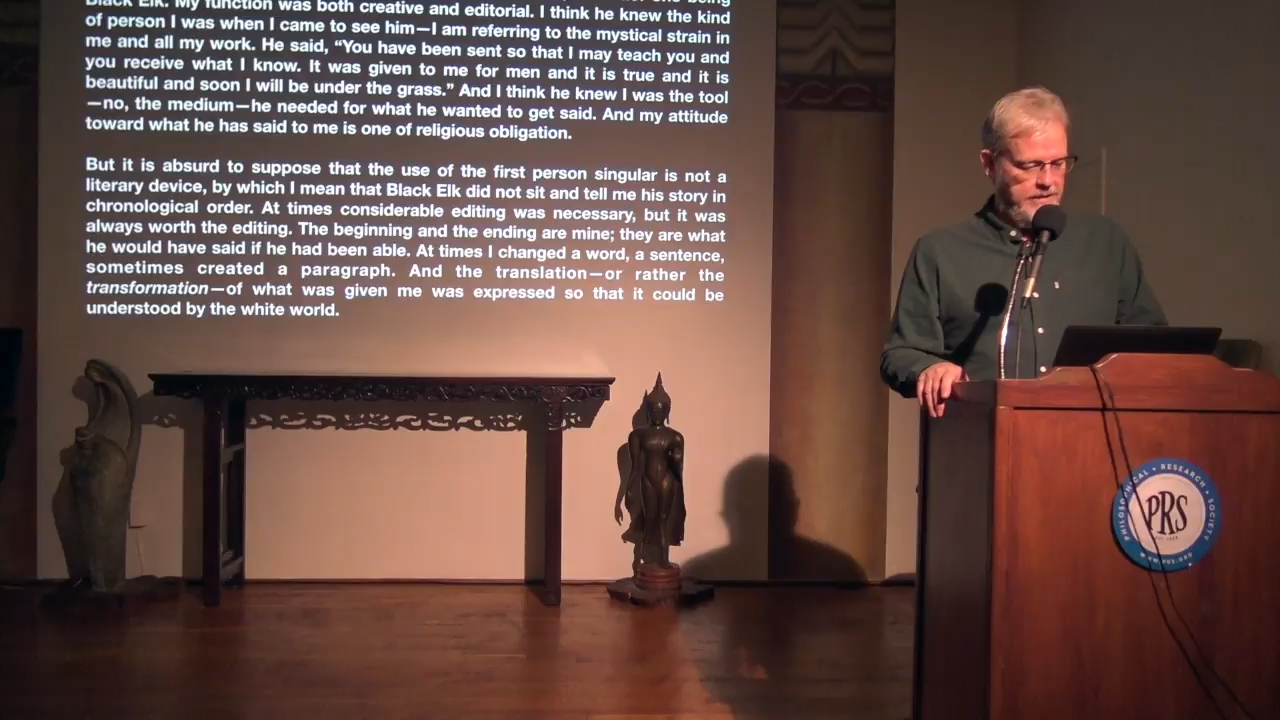 Black Elk. My function was both creative and editorial. I think he knew the kind
of person I was when I came to see him—I am referring to the mystical strain in
me and all my work. He said, “You have been sent so that I may teach you and
you receive what I know. It was given to me for men and it is true and it is
beautiful and soon I will be under the grass.” And I think he knew I was the tool
—no, the medium—he needed for what he wanted to get said. And my attitude
toward what he has said to me is one of religious obligation.
But it is absurd to suppose that the use of the first person singular is not a
literary device, by which I mean that Black Elk did not sit and tell me his story in
chronological order. At times considerable editing was necessary, but it was
always worth the editing. The beginning and the ending are mine; they are what
he would have said if he had been able. At times I changed a word, a sentence,
sometimes created a paragraph. And the translation—or rather the
transformation—of what was given me was expressed so that it could be
understood by the white world.
PHILOSOPHICAL • RESEARCH • SOCIETY
PRS
WWW.PRS.ORG